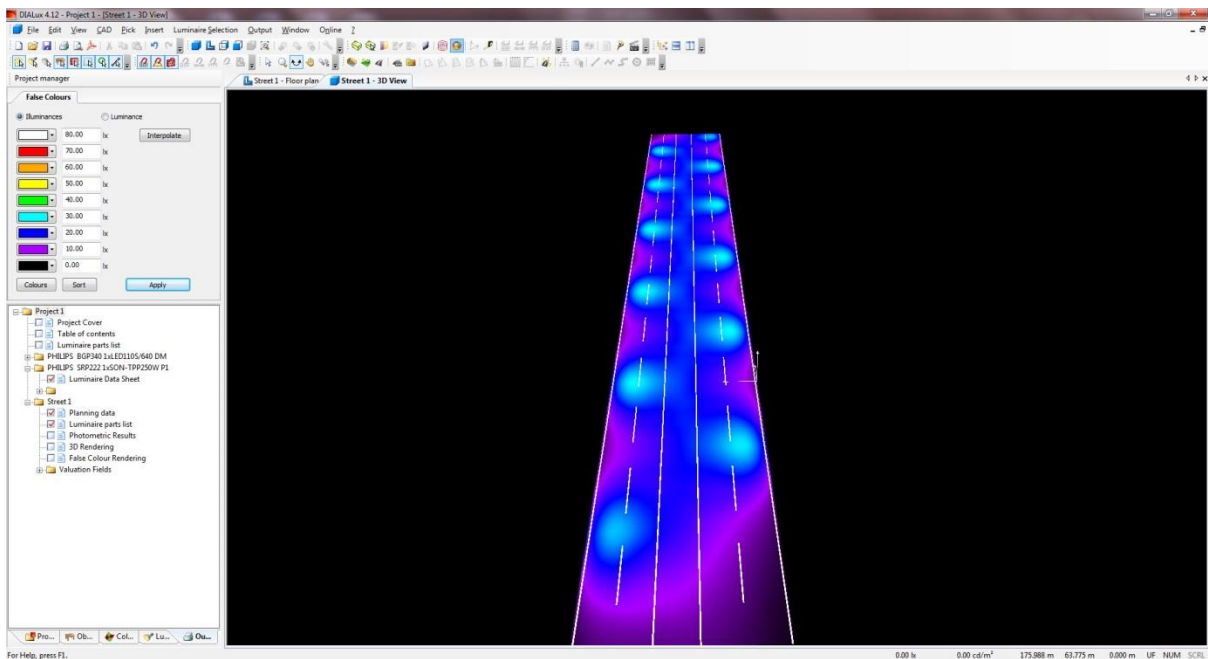 DIALux 4.12 - Project 1 - [Street 1 - 3D View]
File Edit View CAD Pick Insert Luminaire Selection Output Window Online ?
Project manager
Street 1 - Floor plan Street 1 - 3D View
False Colours
Illuminances Luminance
80.00 lx Interpolate
70.00 lx
60.00 lx
50.00 lx
40.00 lx
30.00 lx
20.00 lx
10.00 lx
0.00 lx
Colours Sort Apply
Project 1
Project Cover
Table of contents
Luminaire parts list
PHILIPS BGP340 1xLED110S/640 DM
PHILIPS SRP222 1xSON-TPP250W P1
Luminaire Data Sheet
Street 1
Planning data
Luminaire parts list
Photometric Results
3D Rendering
False Colour Rendering
Valuation Fields
Pro... Ob... Col... Lu... Ou...
For Help, press F1.
0.00 lx 0.00 cd/m² 175.988 m 63.775 m 0.000 m UF NUM SCRL